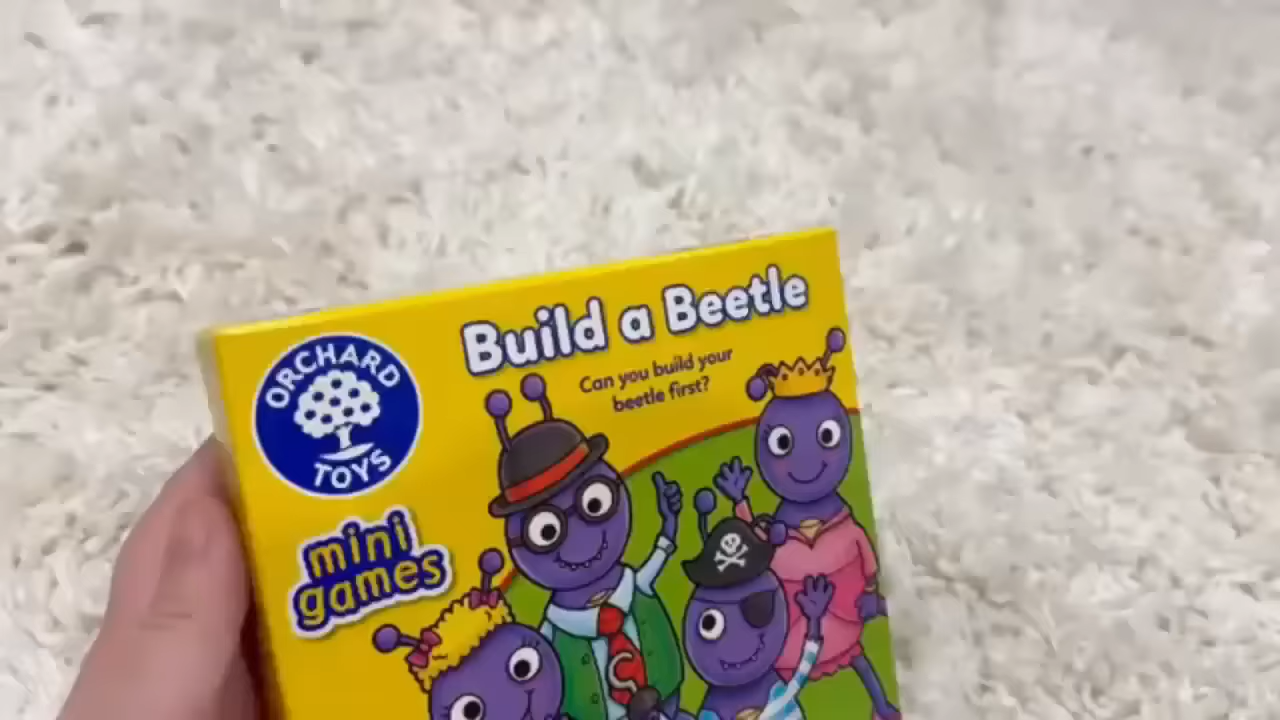 ORCHARD
TOYS
Build a Beetle
Can you build your
beetle first?
mini
games